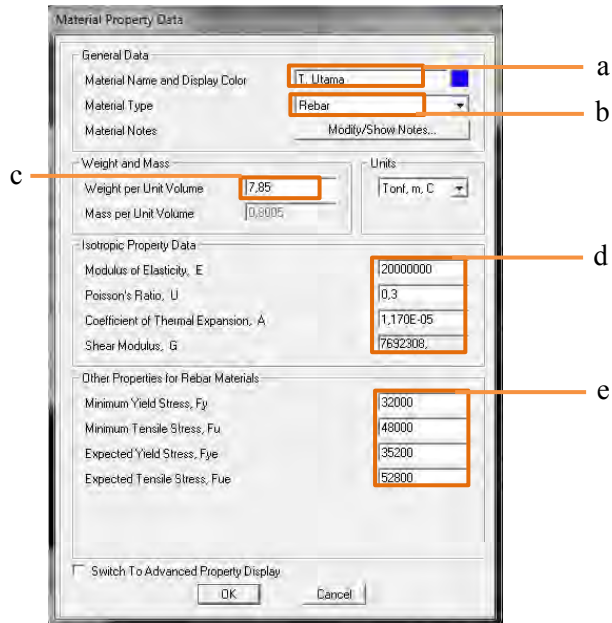 Material Property Data
General Data
Material Name and Display Color T. Utama a
Material Type Rebar b
Material Notes Modify/Show Notes...
Weight and Mass Units
c Weight per Unit Volume 7,85 Tonf, m, C
Mass per Unit Volume 0,8005
Isotropic Property Data
Modulus of Elasticity, E 20000000 d
Poisson's Ratio, U 0,3
Coefficient of Thermal Expansion, A 1,170E-05
Shear Modulus, G 7692308,
Other Properties for Rebar Materials
Minimum Yield Stress, Fy 32000 e
Minimum Tensile Stress, Fu 48000
Expected Yield Stress, Fye 35200
Expected Tensile Stress, Fue 52800
Switch To Advanced Property Display
OK Cancel